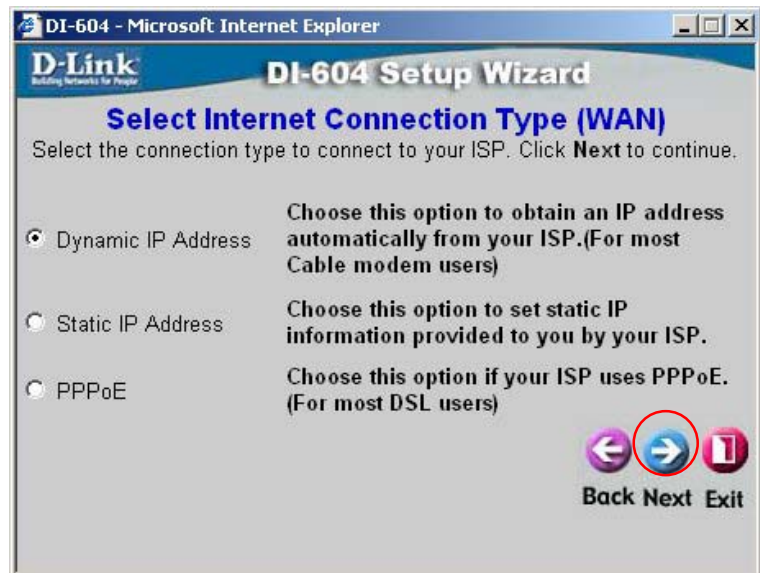 DI-604 - Microsoft Internet Explorer
D-Link
Building Networks for People
DI-604 Setup Wizard
Select Internet Connection Type (WAN)
Select the connection type to connect to your ISP. Click Next to continue.
Dynamic IP Address
Choose this option to obtain an IP address
automatically from your ISP.(For most
Cable modem users)
Static IP Address
Choose this option to set static IP
information provided to you by your ISP.
PPPoE
Choose this option if your ISP uses PPPoE.
(For most DSL users)
Back Next Exit